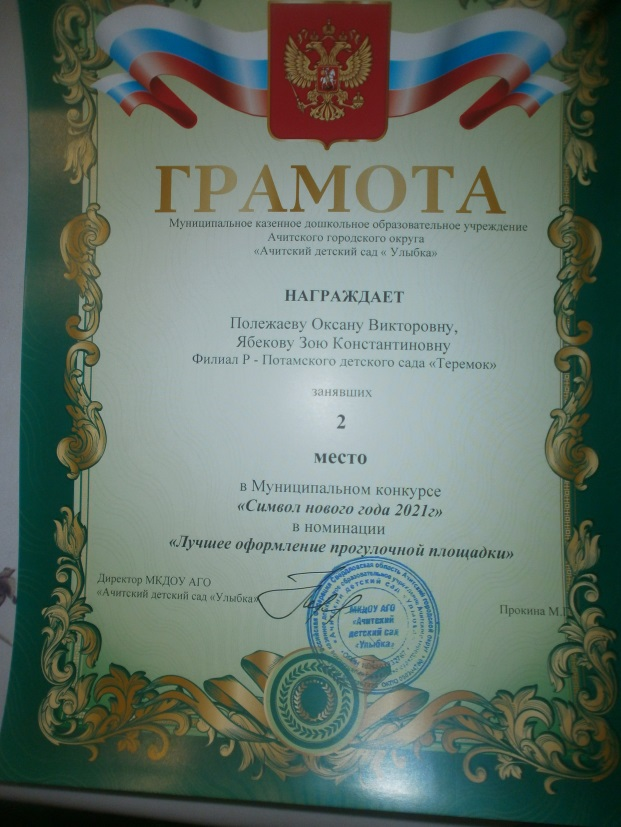 ГРАМОТА
Муниципальное казенное дошкольное образовательное учреждение
Ачитского городского округа
«Ачитский детский сад « Улыбка»
НАГРАЖДАЕТ
Полежаеву Оксану Викторовну,
Ябекову Зою Константиновну
Филиал Р - Потамского детского сада «Теремок»
занявших
2
место
в Муниципальном конкурсе
«Символ нового года 2021г»
в номинации
«Лучшее оформление прогулочной площадки»
Директор МКДОУ АГО
«Ачитский детский сад «Улыбка»
Прокина М.
МКДОУ АГО
«Ачитский
детский сад
«Улыбка»